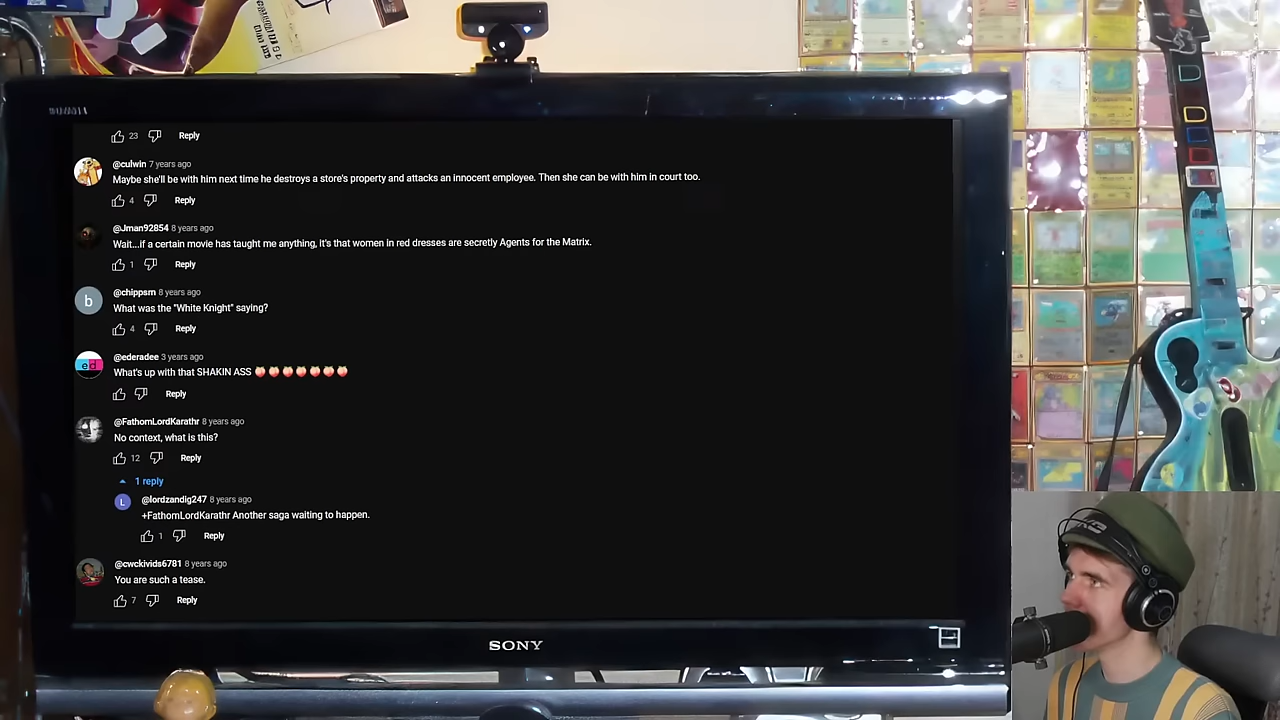 23 Reply
@culwin 7 years ago
Maybe she'll be with him next time he destroys a store's property and attacks an innocent employee. Then she can be with him in court too.
4 Reply
@Jman92854 8 years ago
Wait...if a certain movie has taught me anything, it's that women in red dresses are secretly Agents for the Matrix.
1 Reply
b
@chippsm 8 years ago
What was the "White Knight" saying?
4 Reply
ed
@ederadee 3 years ago
What's up with that SHAKIN ASS 🍑🍑🍑🍑🍑🍑🍑
Reply
@FathomLordKarathr 8 years ago
No context, what is this?
12 Reply
1 reply
L
@lordzandig247 8 years ago
+FathomLordKarathr Another saga waiting to happen.
1 Reply
@cwckivids6781 8 years ago
You are such a tease.
7 Reply
SONY